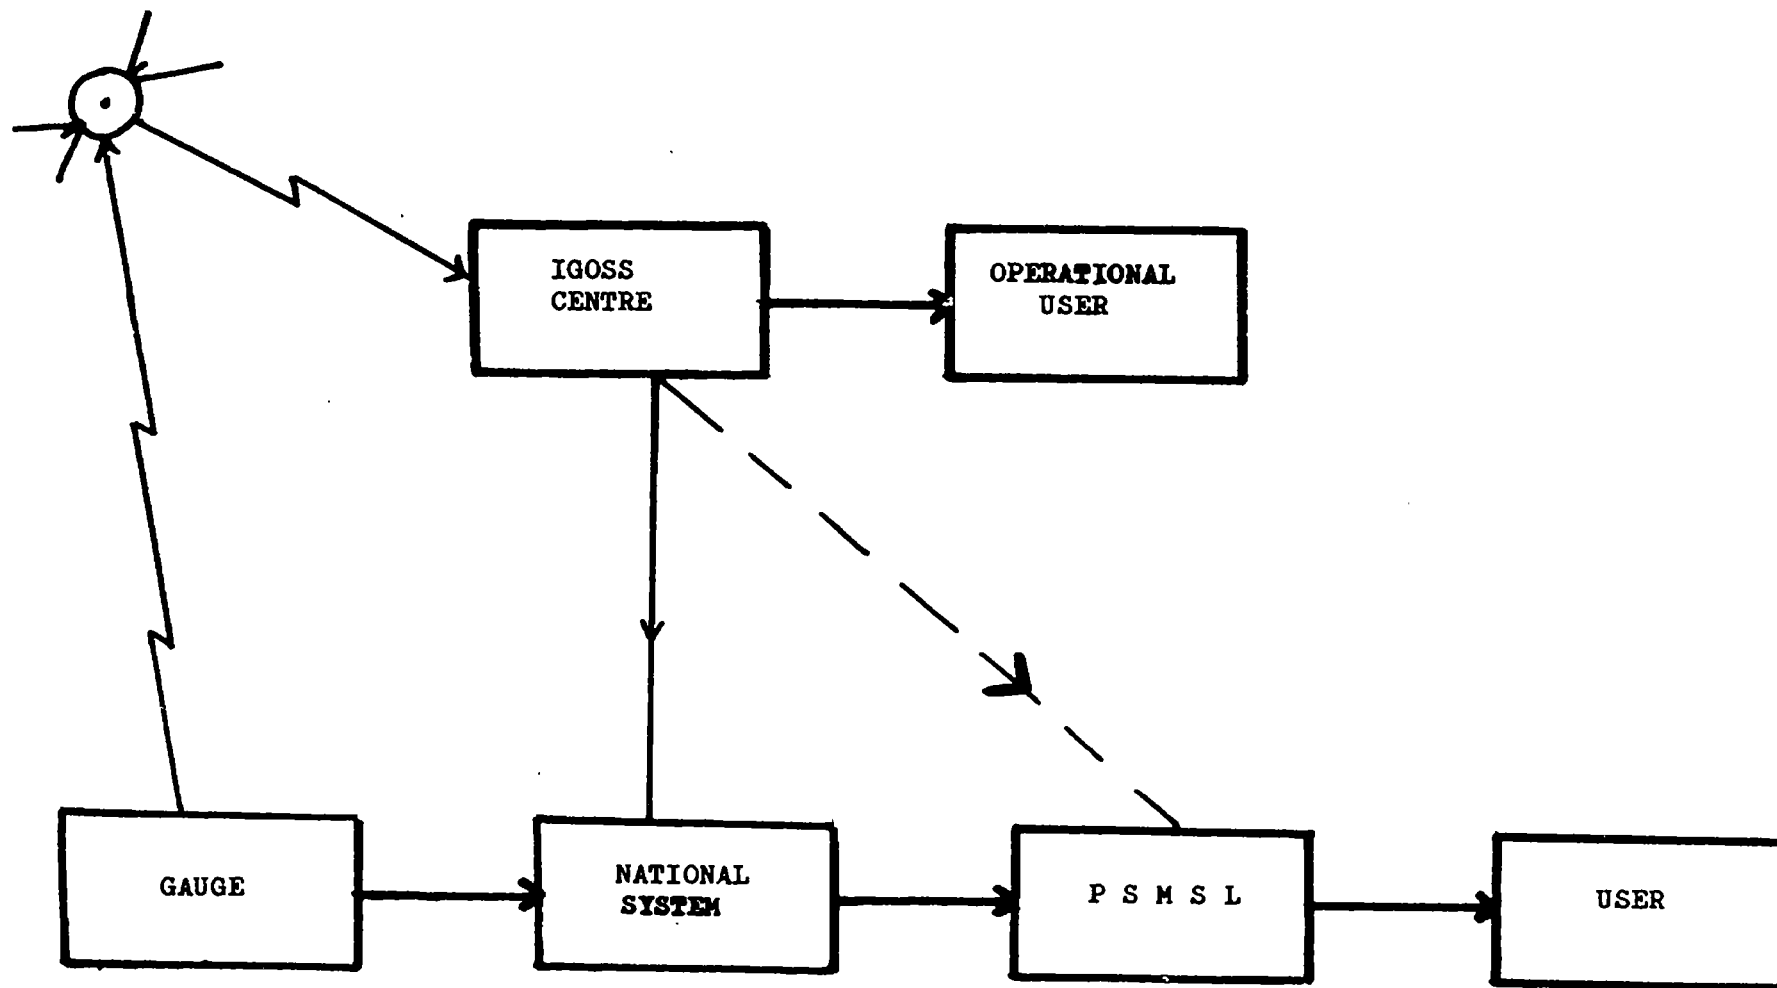 IGOSS
CENTRE
OPERATIONAL
USER
GAUGE
NATIONAL
SYSTEM
P S M S L
USER